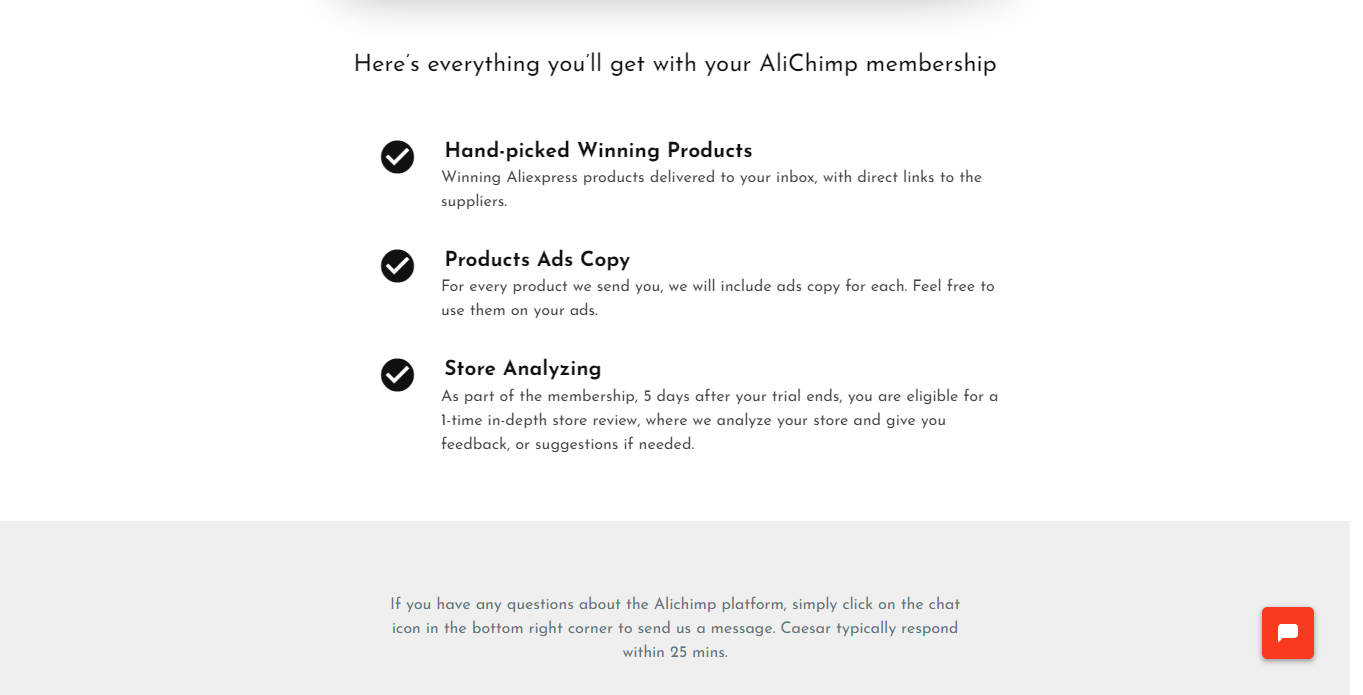 Here's everything you'll get with your AliChimp membership
Hand-picked Winning Products
Winning Aliexpress products delivered to your inbox, with direct links to the
suppliers.
Products Ads Copy
For every product we send you, we will include ads copy for each. Feel free to
use them on your ads.
Store Analyzing
As part of the membership, 5 days after your trial ends, you are eligible for a
1-time in-depth store review, where we analyze your store and give you
feedback, or suggestions if needed.
If you have any questions about the Alichimp platform, simply click on the chat
icon in the bottom right corner to send us a message. Caesar typically respond
within 25 mins.